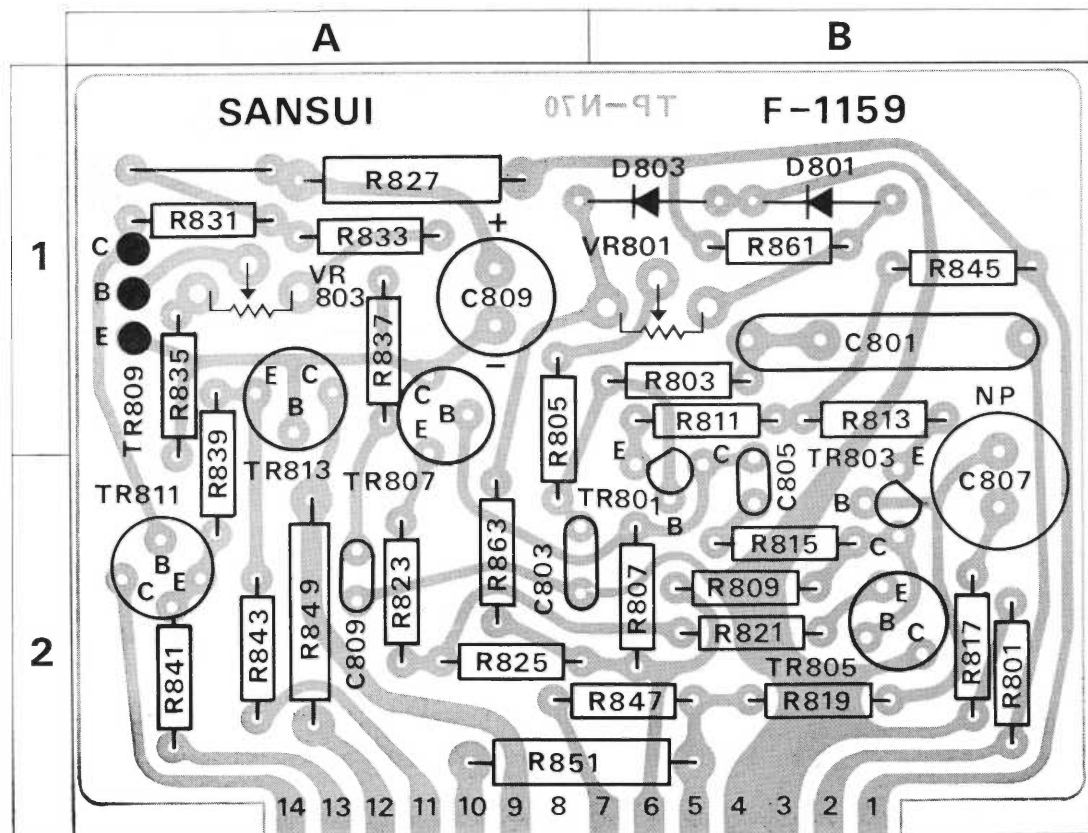 A B
SANSUI TP-N70 F-1159
D803 D801
R827
R831 R833 + VR801 R861
1
C R845
B VR
803 C809
E
R837 C801
TR809 R835 E C - R803
B C R805 R811 R813 NP
R839 E B
TR813 E C C805 TR803 E
TR811 TR807 TR801 C807
B B
R863 C803 R815 C
B
C E R849 R823 R807 R809 E
R843 C809 R821 B C R817
2
R841 R825 TR805 R801
R847 R819
R851
14 13 12 11 10 9 8 7 6 5 4 3 2 1